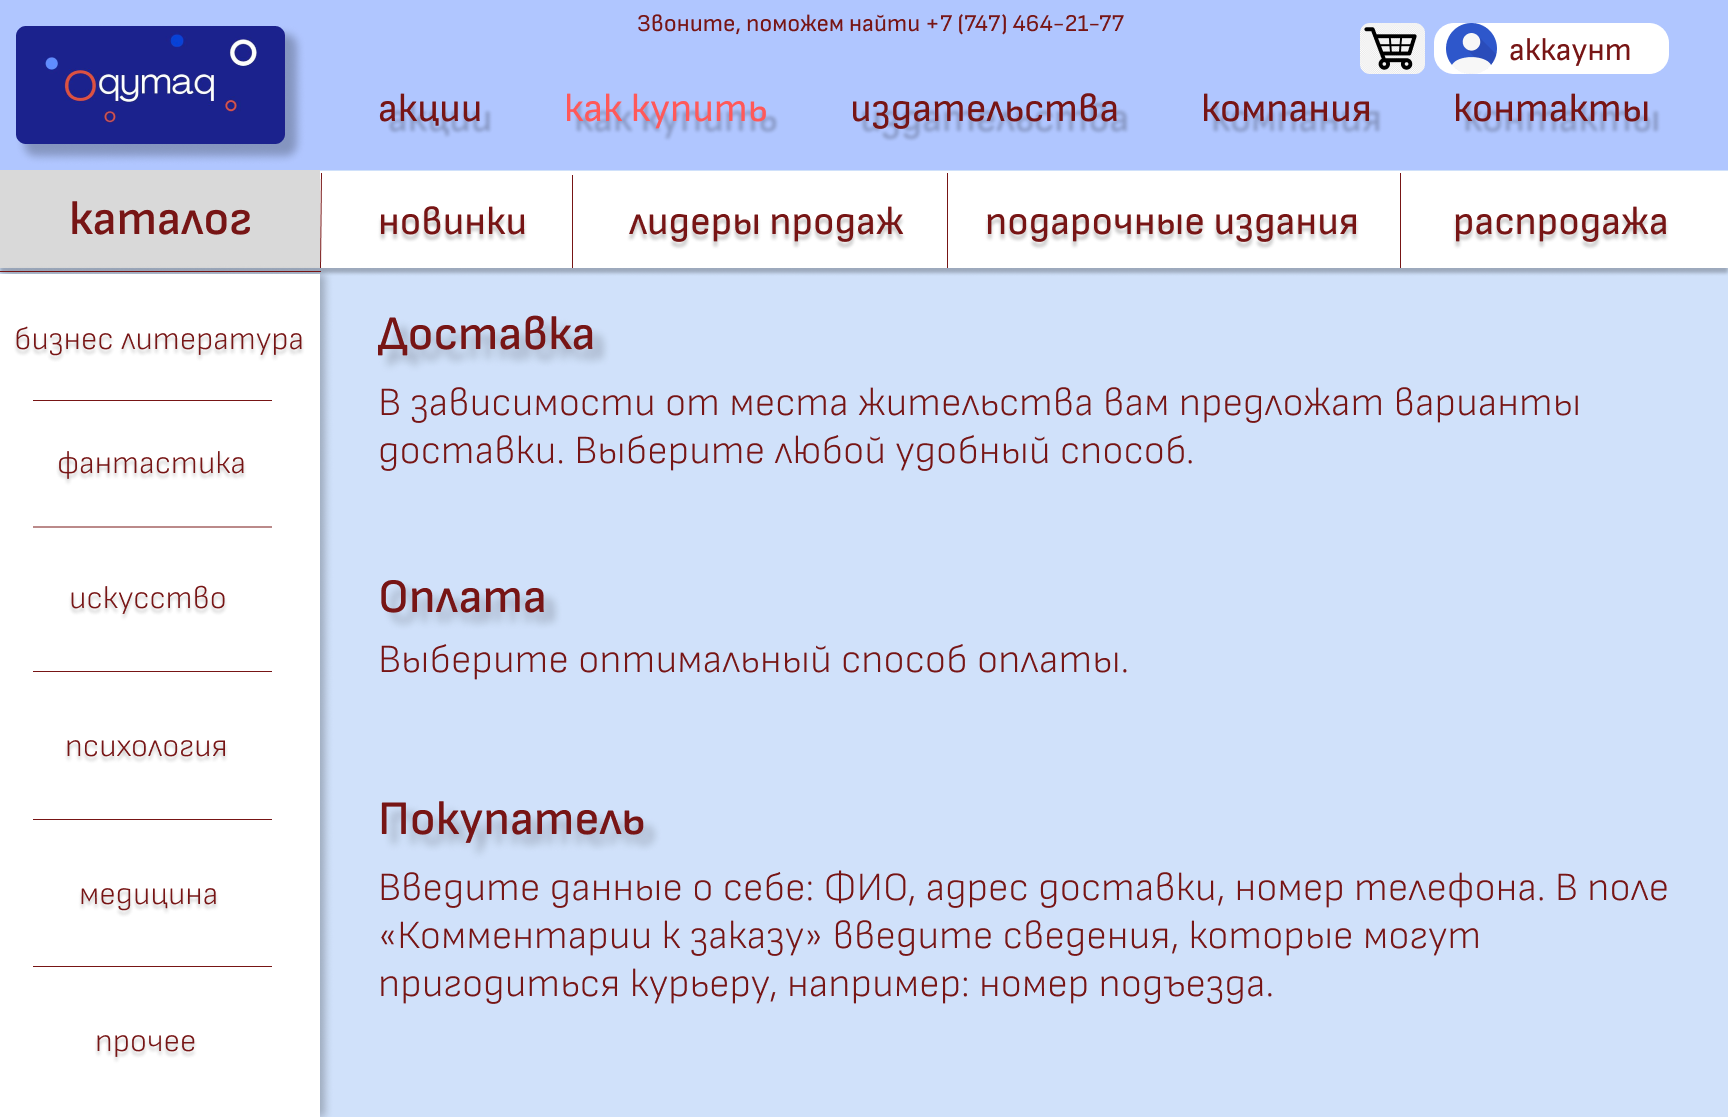 Звоните, поможем найти +7 (747) 464-21-77
Oqymaq
аккаунт
акции
как купить
издательства
компания
контакты
каталог
новинки
лидеры продаж
подарочные издания
распродажа
бизнес литература
фантастика
искусство
психология
медицина
прочее
Доставка
В зависимости от места жительства вам предложат варианты
доставки. Выберите любой удобный способ.
Оплата
Выберите оптимальный способ оплаты.
Покупатель
Введите данные о себе: ФИО, адрес доставки, номер телефона. В поле
«Комментарии к заказу» введите сведения, которые могут
пригодиться курьеру, например: номер подъезда.